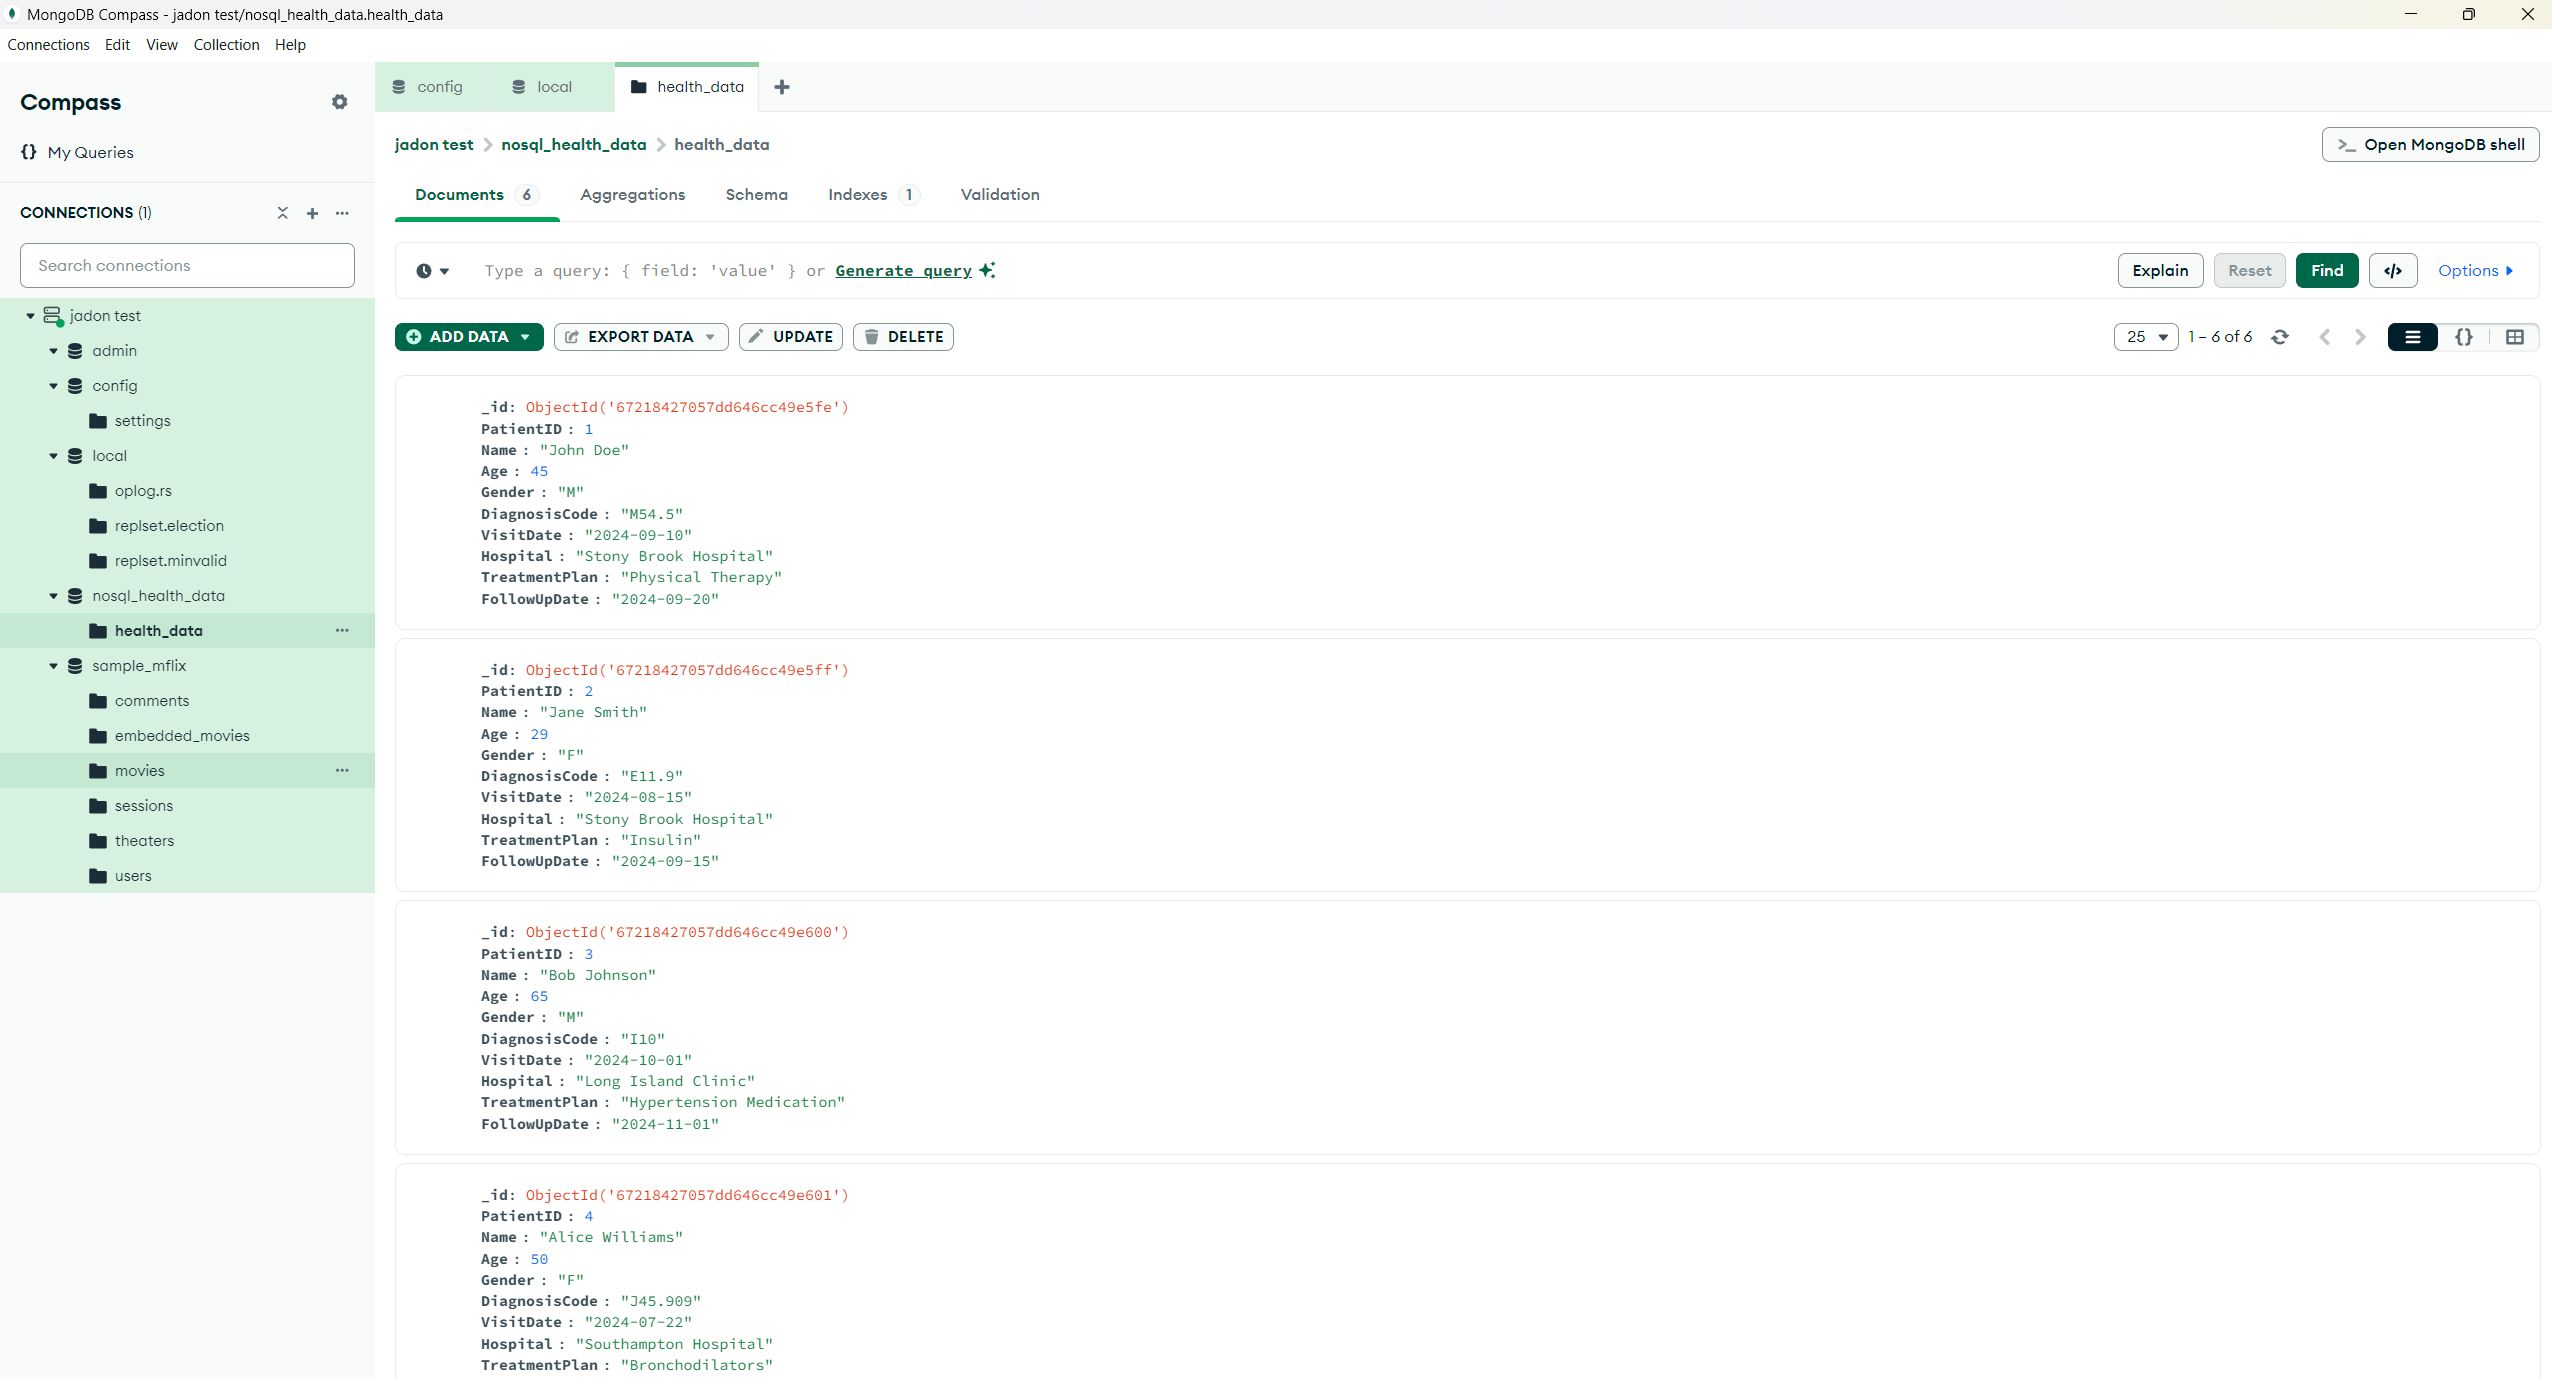 MongoDB Compass - jadon test/nosql_health_data.health_data
Connections Edit View Collection Help
Compass
My Queries
CONNECTIONS (1)
Search connections
jadon test
admin
config
settings
local
oplog.rs
replset.election
replset.minvalid
nosql_health_data
health_data
sample_mflix
comments
embedded_movies
movies
sessions
theaters
users
config local health_data
jadon test > nosql_health_data > health_data
>_ Open MongoDB shell
Documents 6 Aggregations Schema Indexes 1 Validation
Type a query: { field: 'value' } or Generate query
Explain Reset Find </> Options
ADD DATA EXPORT DATA UPDATE DELETE
25 1 – 6 of 6 {}
_id: ObjectId('67218427057dd646cc49e5fe')
PatientID : 1
Name : "John Doe"
Age : 45
Gender : "M"
DiagnosisCode : "M54.5"
VisitDate : "2024-09-10"
Hospital : "Stony Brook Hospital"
TreatmentPlan : "Physical Therapy"
FollowUpDate : "2024-09-20"
_id: ObjectId('67218427057dd646cc49e5ff')
PatientID : 2
Name : "Jane Smith"
Age : 29
Gender : "F"
DiagnosisCode : "E11.9"
VisitDate : "2024-08-15"
Hospital : "Stony Brook Hospital"
TreatmentPlan : "Insulin"
FollowUpDate : "2024-09-15"
_id: ObjectId('67218427057dd646cc49e600')
PatientID : 3
Name : "Bob Johnson"
Age : 65
Gender : "M"
DiagnosisCode : "I10"
VisitDate : "2024-10-01"
Hospital : "Long Island Clinic"
TreatmentPlan : "Hypertension Medication"
FollowUpDate : "2024-11-01"
_id: ObjectId('67218427057dd646cc49e601')
PatientID : 4
Name : "Alice Williams"
Age : 50
Gender : "F"
DiagnosisCode : "J45.909"
VisitDate : "2024-07-22"
Hospital : "Southampton Hospital"
TreatmentPlan : "Bronchodilators"